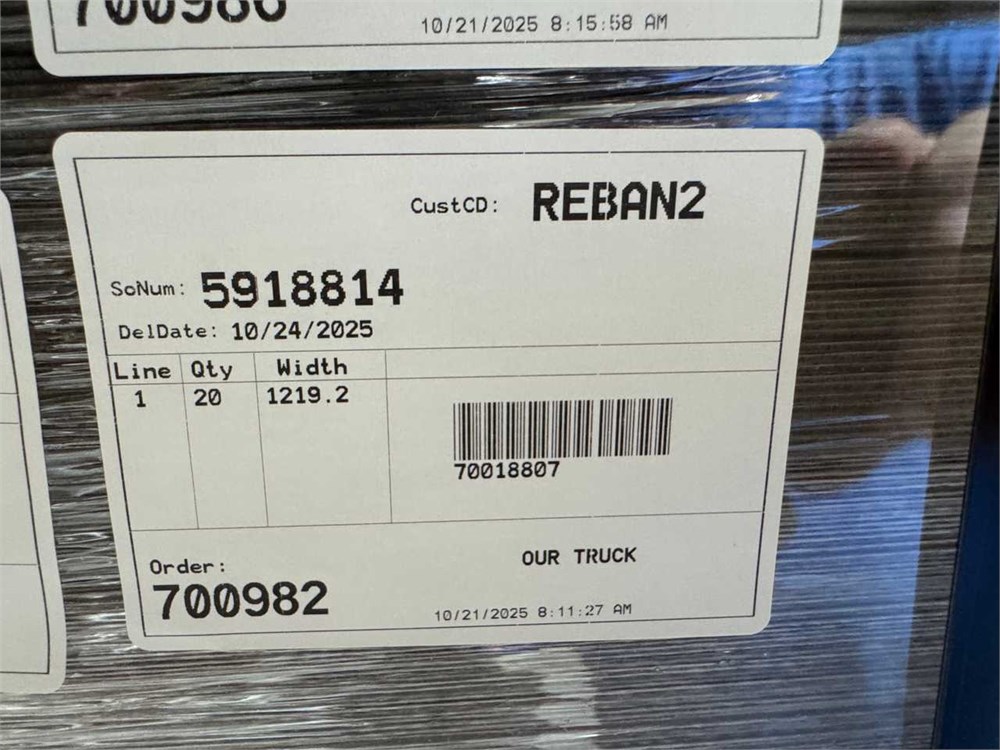 700986
10/21/2025 8:15:58 AM
CustCD: REBAN2
SoNum: 5918814
DelDate: 10/24/2025
Line Qty Width
1 20 1219.2
70018807
Order: OUR TRUCK
700982
10/21/2025 8:11:27 AM